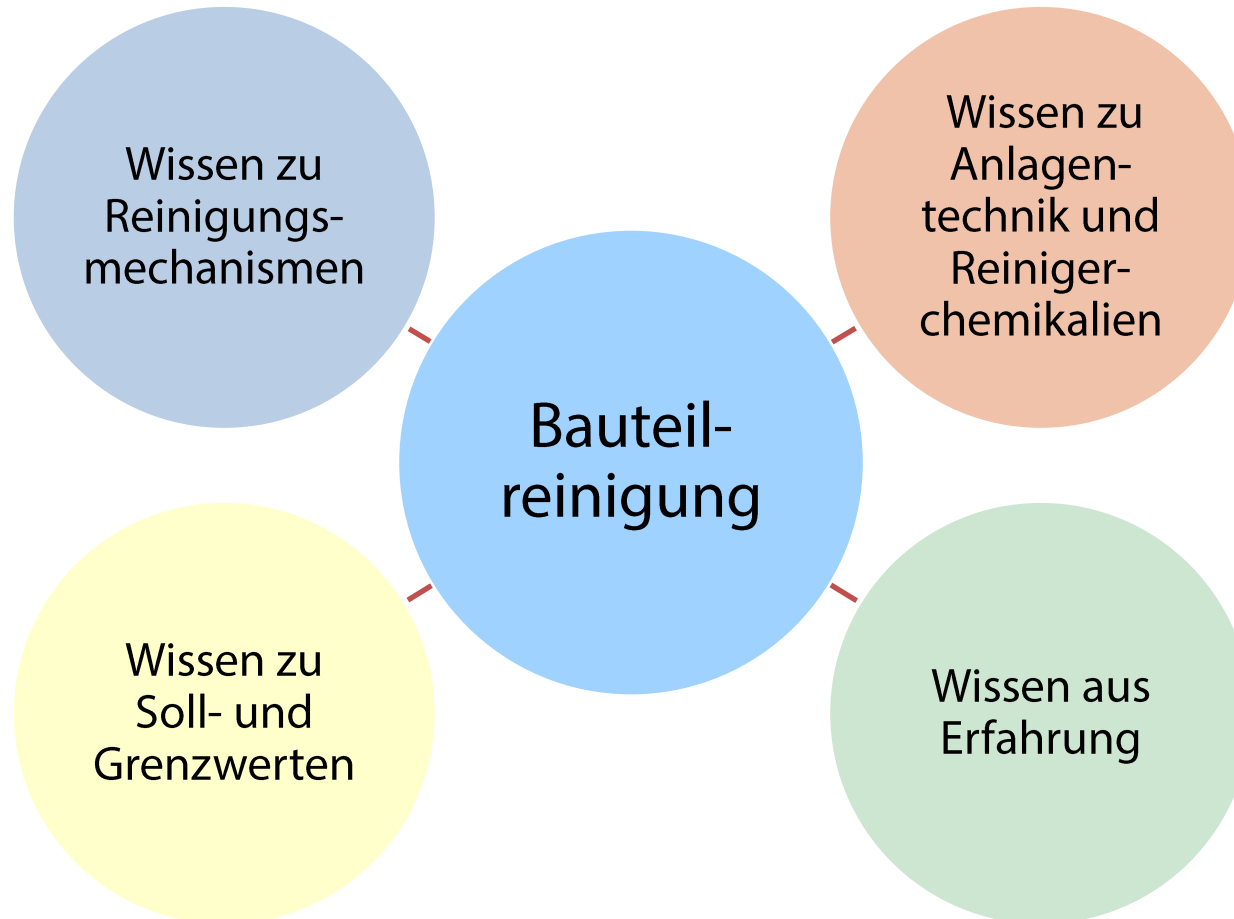 Wissen zu
Reinigungs-
mechanismen
Wissen zu
Anlagen-
technik und
Reiniger-
chemikalien
Bauteil-
reinigung
Wissen zu
Soll- und
Grenzwerten
Wissen aus
Erfahrung